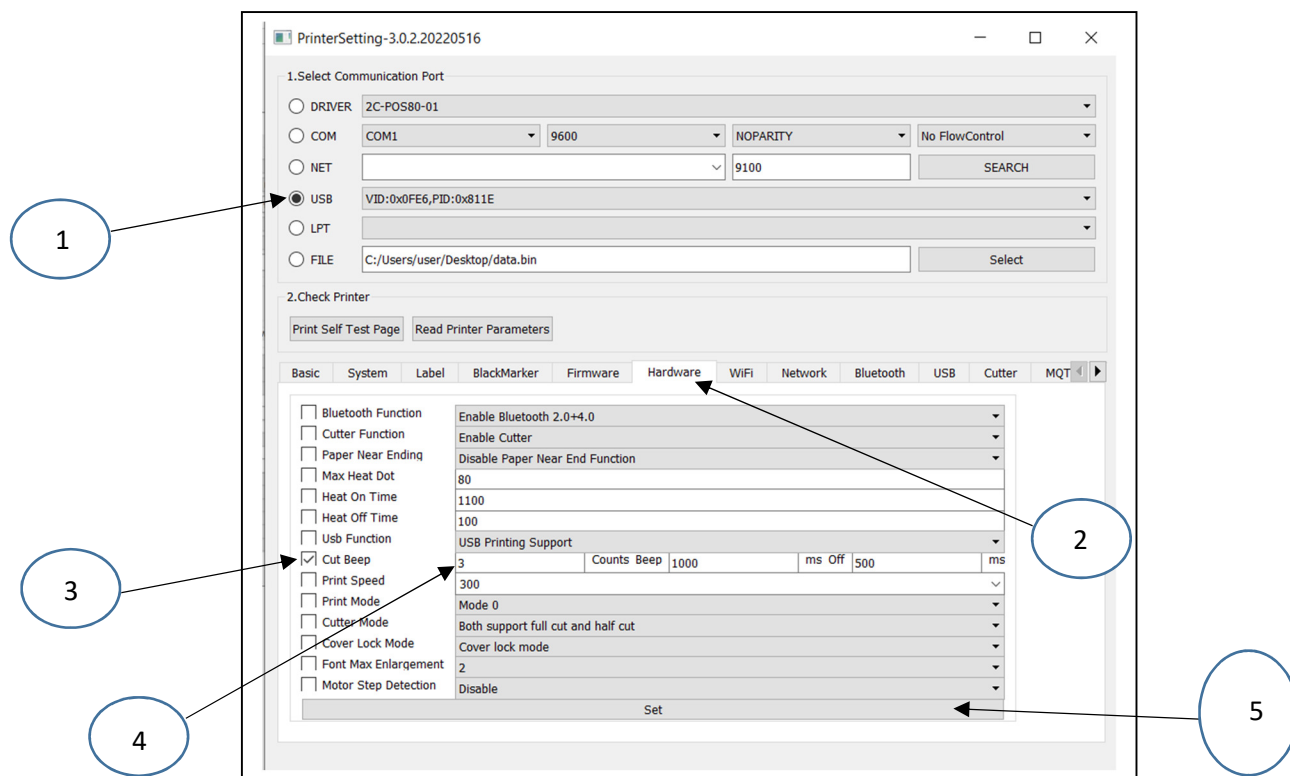 PrinterSetting-3.0.2.20220516
1.Select Communication Port
DRIVER 2C-POS80-01
COM COM1 9600 NOPARITY No FlowControl
NET 9100 SEARCH
USB VID:0x0FE6,PID:0x811E
1
LPT
FILE C:/Users/user/Desktop/data.bin Select
2.Check Printer
Print Self Test Page Read Printer Parameters
Basic System Label BlackMarker Firmware Hardware WiFi Network Bluetooth USB Cutter MQT
Bluetooth Function Enable Bluetooth 2.0+4.0
Cutter Function Enable Cutter
Paper Near Ending Disable Paper Near End Function
Max Heat Dot 80
Heat On Time 1100
Heat Off Time 100
Usb Function USB Printing Support
2
Cut Beep 3 Counts Beep 1000 ms Off 500 ms
3
Print Speed 300
Print Mode Mode 0
Cutter Mode Both support full cut and half cut
Cover Lock Mode Cover lock mode
Font Max Enlargement 2
Motor Step Detection Disable
Set
5
4